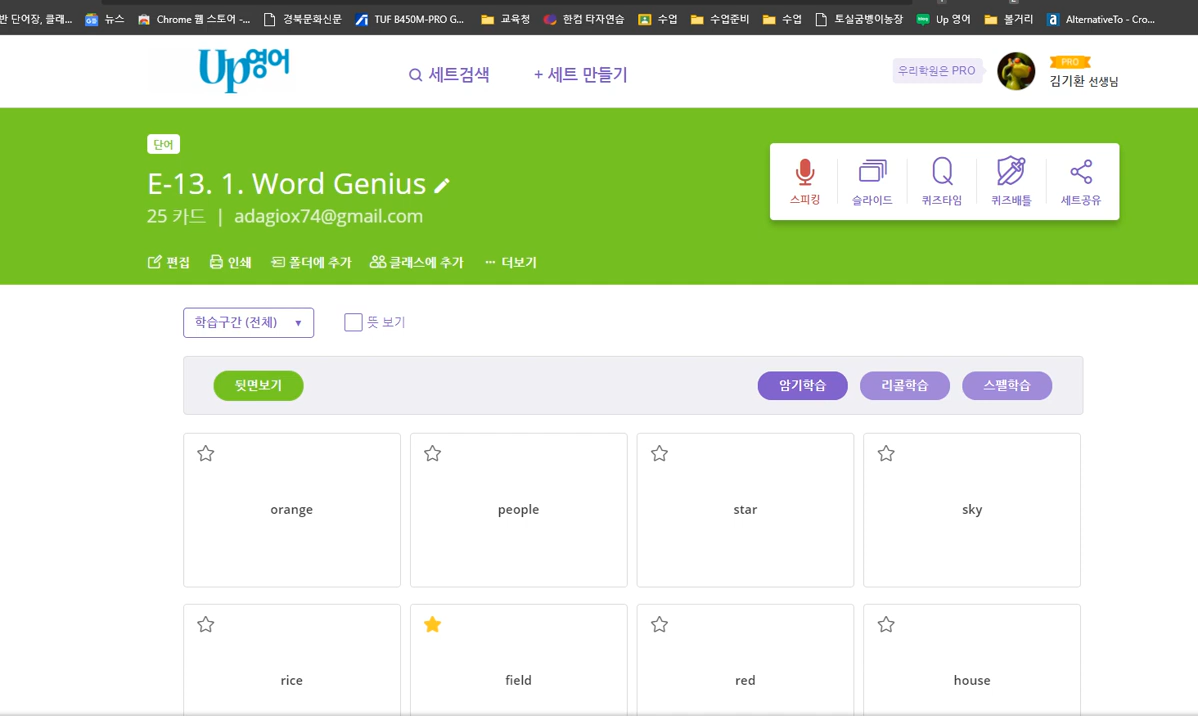 반 단어장, 클래... 뉴스 Chrome 웹 스토어 -... 경북문화신문 TUF B450M-PRO G... 교육청 한컴 타자연습 수업 수업준비 수업 토실굼벵이농장 Up 영어 볼거리 AlternativeTo - Cro...
Up영어 세트검색 + 세트 만들기 우리학원은 PRO PRO
김기환 선생님
단어
E-13. 1. Word Genius
25 카드 | adagiox74@gmail.com
스피킹 슬라이드 퀴즈타임 퀴즈배틀 세트공유
편집 인쇄 폴더에 추가 클래스에 추가 ··· 더보기
학습구간 (전체) ▼ 뜻 보기
뒷면보기 암기학습 리콜학습 스펠학습
orange people star sky
rice field red house